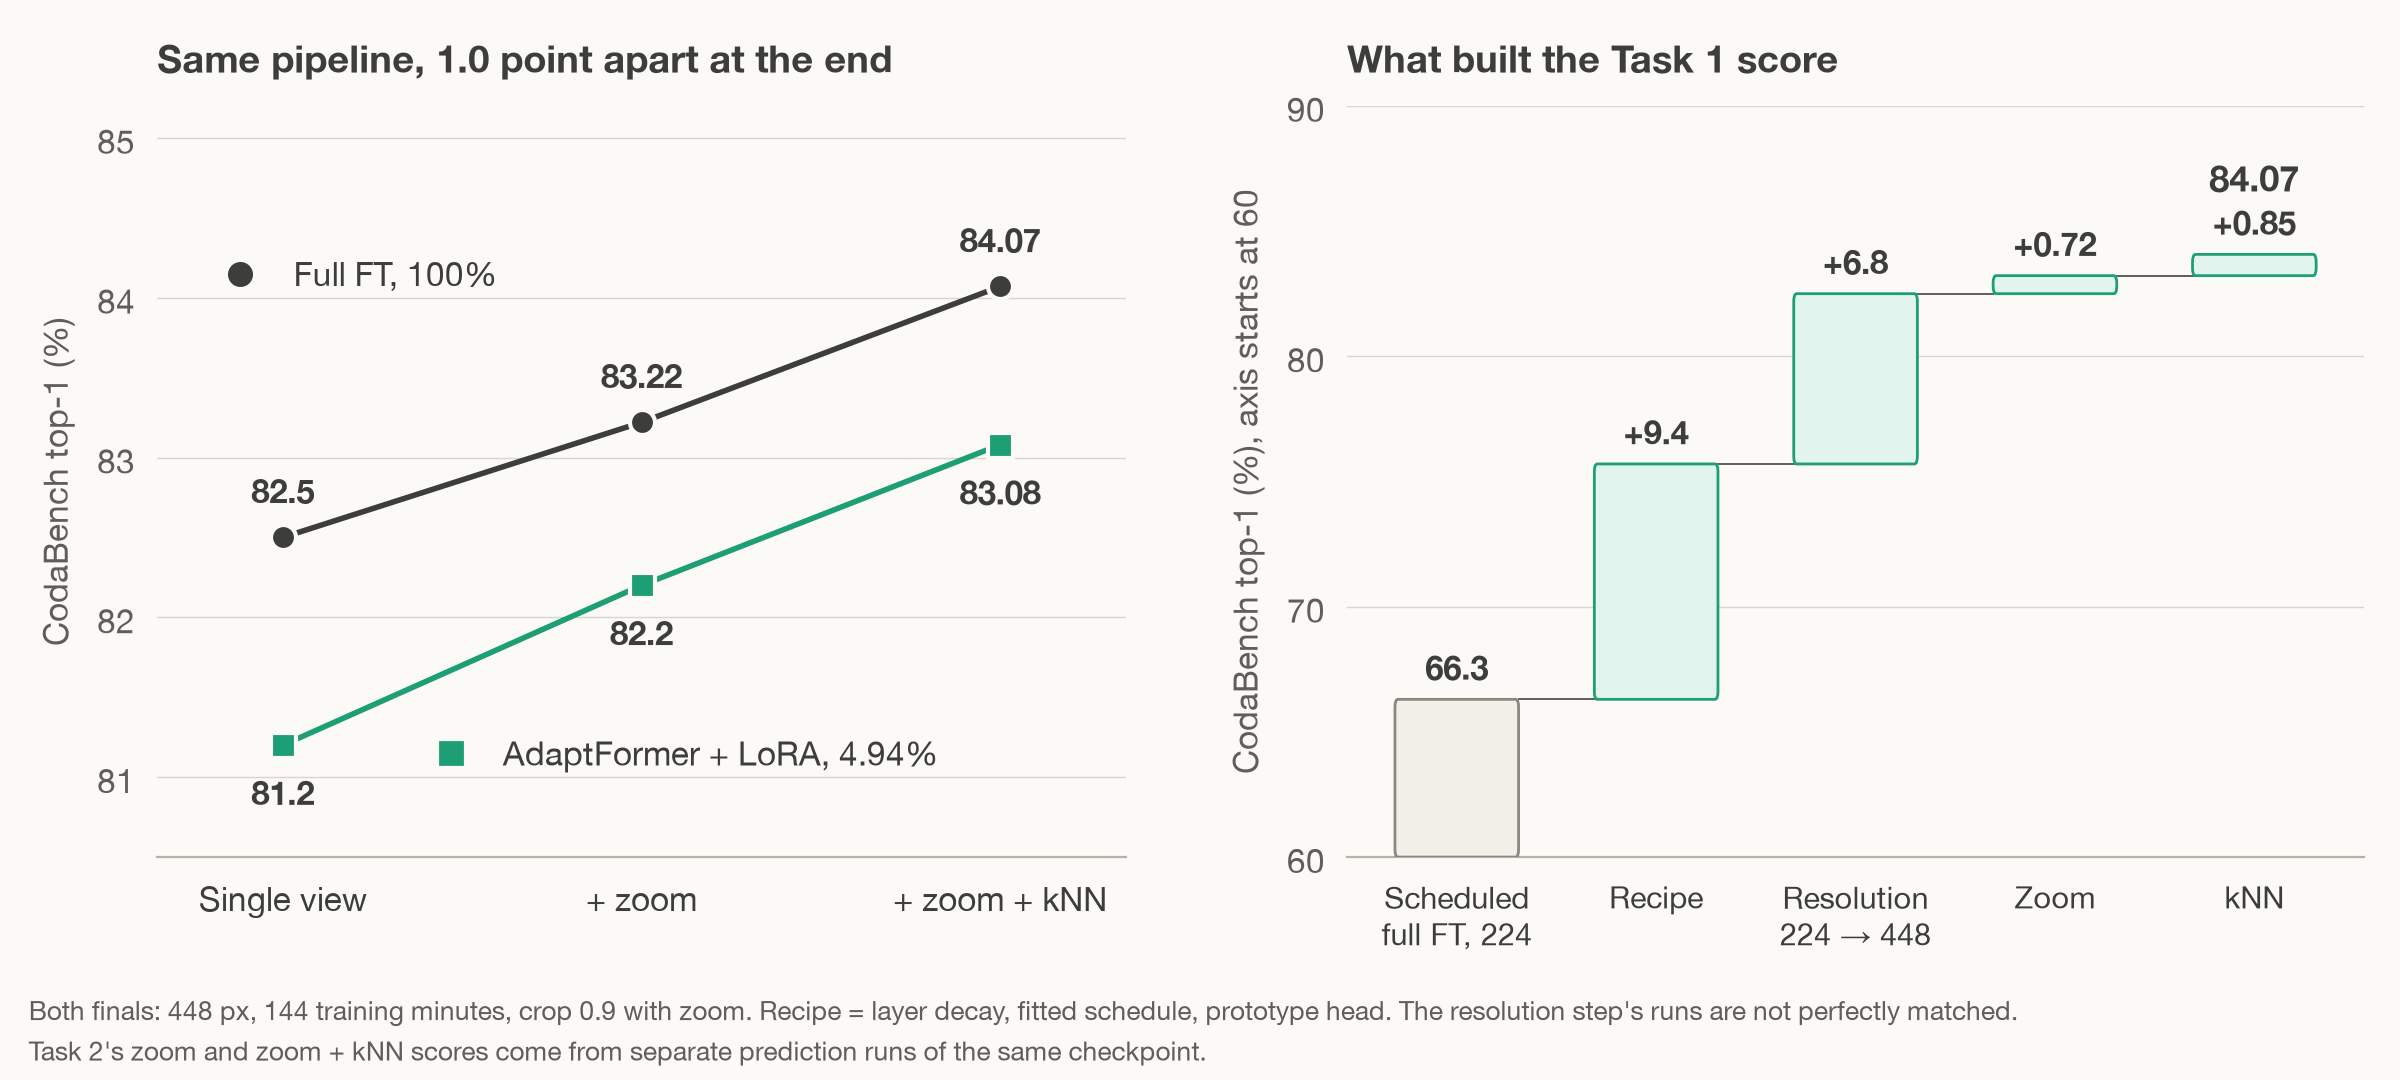 Same pipeline, 1.0 point apart at the end
CodaBench top-1 (%)
85
84
83
82
81
Full FT, 100%
82.5
83.22
84.07
81.2
82.2
83.08
AdaptFormer + LoRA, 4.94%
Single view
+ zoom
+ zoom + kNN
What built the Task 1 score
CodaBench top-1 (%), axis starts at 60
90
80
70
60
66.3
+9.4
+6.8
+0.72
84.07
+0.85
Scheduled
full FT, 224
Recipe
Resolution
224 → 448
Zoom
kNN
Both finals: 448 px, 144 training minutes, crop 0.9 with zoom. Recipe = layer decay, fitted schedule, prototype head. The resolution step's runs are not perfectly matched.
Task 2's zoom and zoom + kNN scores come from separate prediction runs of the same checkpoint.